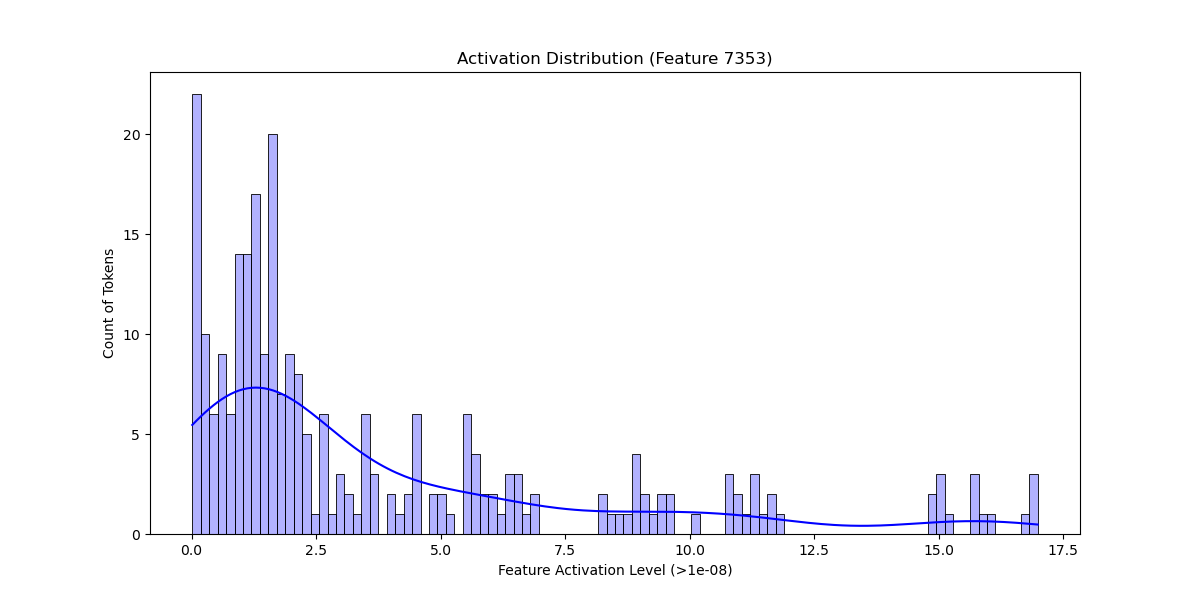 Activation Distribution (Feature 7353)
Count of Tokens
20
15
10
5
0
0.0 2.5 5.0 7.5 10.0 12.5 15.0 17.5
Feature Activation Level (>1e-08)